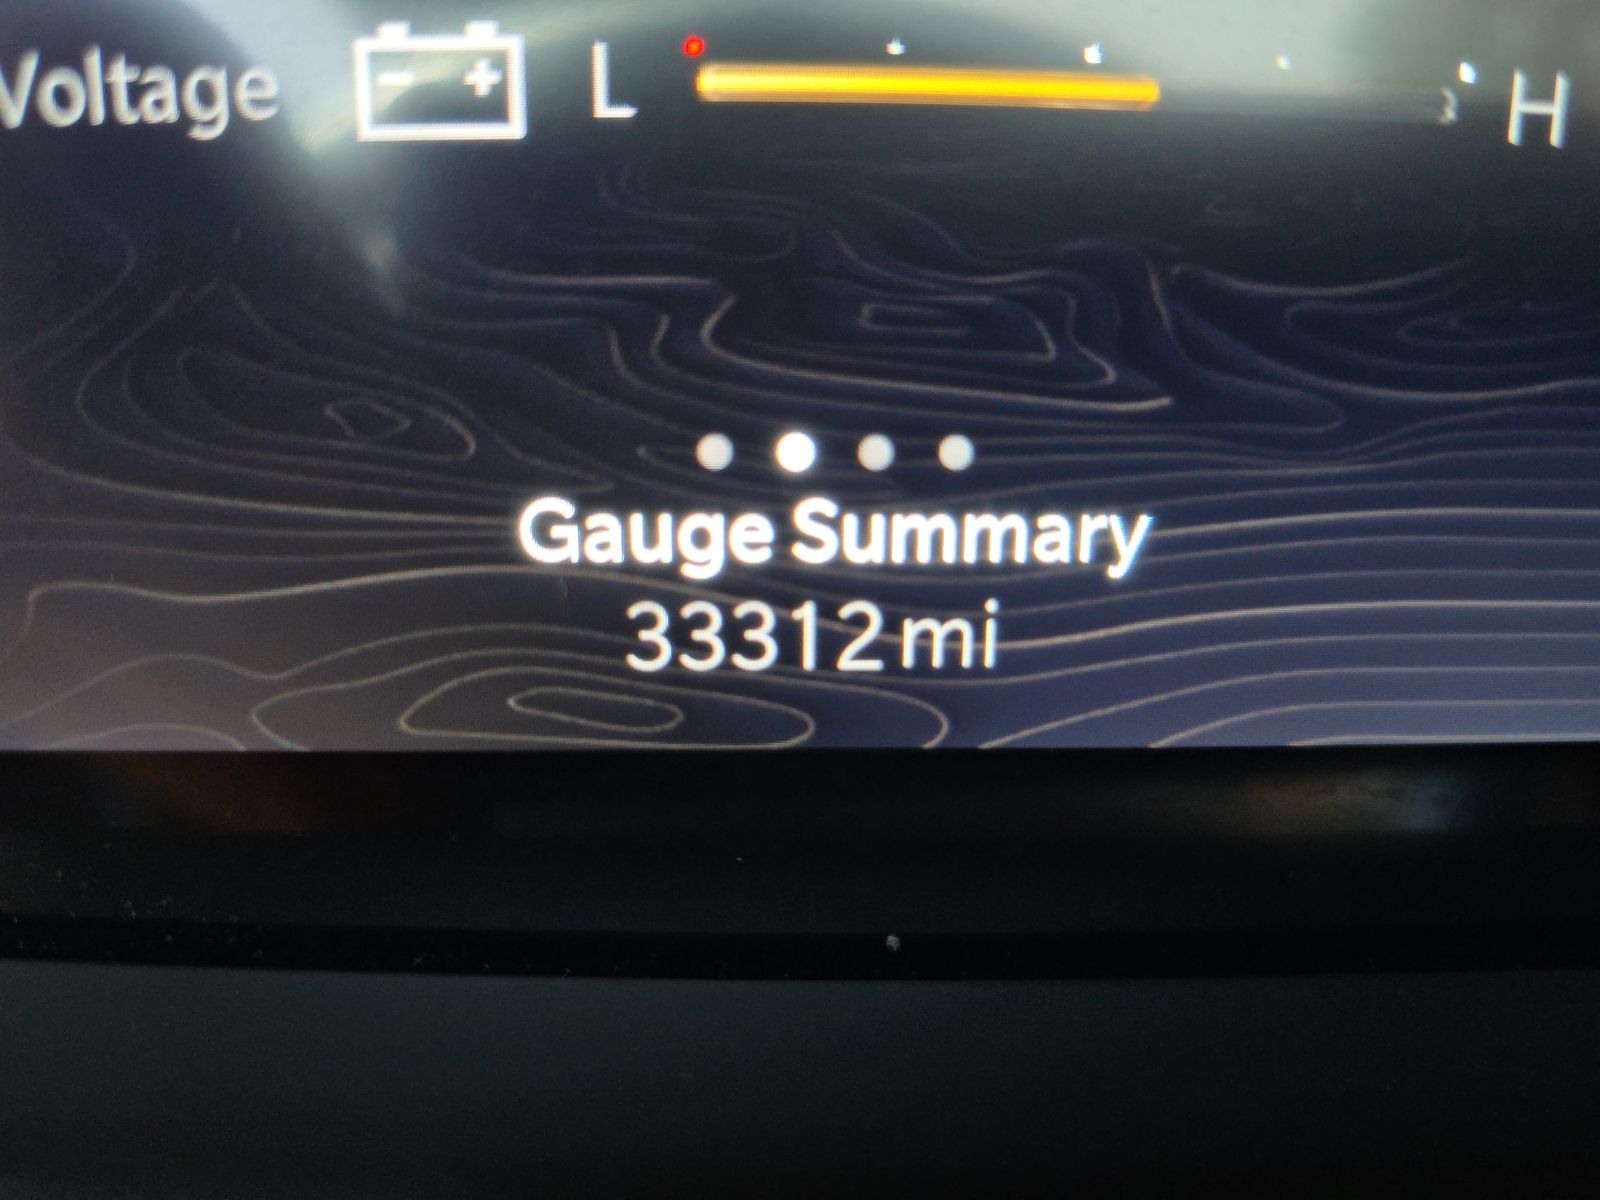 Voltage - + L H
Gauge Summary
33312 mi